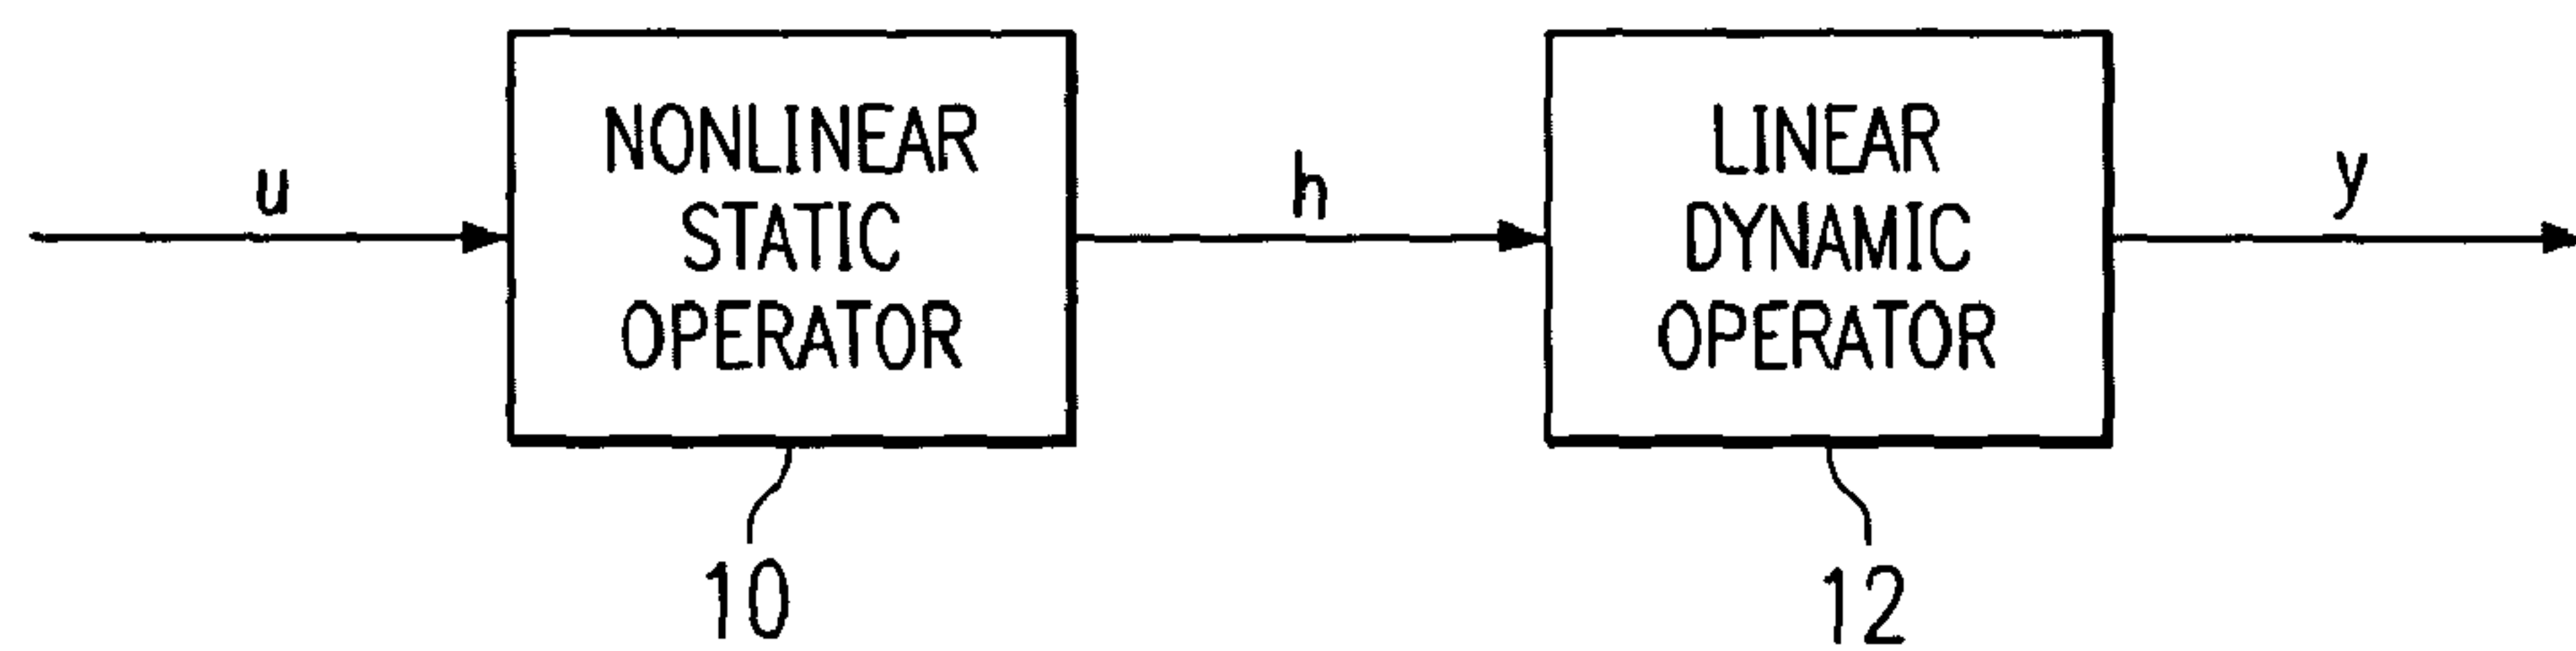 u
NONLINEAR
STATIC
OPERATOR
h
LINEAR
DYNAMIC
OPERATOR
y
10
12